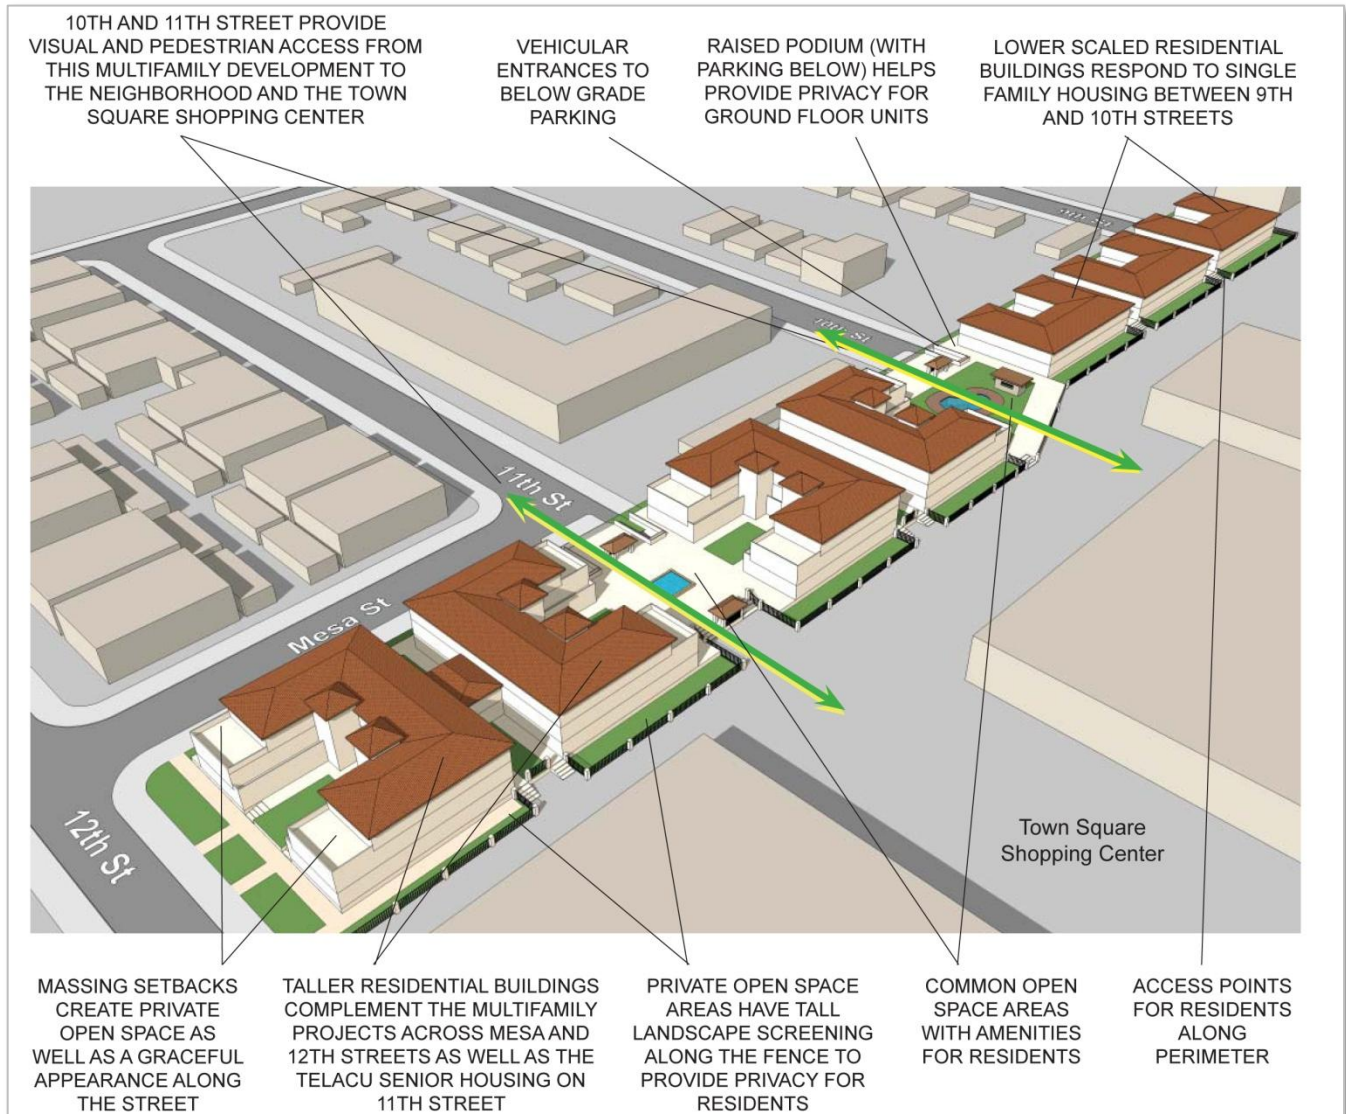 10TH AND 11TH STREET PROVIDE
VISUAL AND PEDESTRIAN ACCESS FROM
THIS MULTIFAMILY DEVELOPMENT TO
THE NEIGHBORHOOD AND THE TOWN
SQUARE SHOPPING CENTER
VEHICULAR
ENTRANCES TO
BELOW GRADE
PARKING
RAISED PODIUM (WITH
PARKING BELOW) HELPS
PROVIDE PRIVACY FOR
GROUND FLOOR UNITS
LOWER SCALED RESIDENTIAL
BUILDINGS RESPOND TO SINGLE
FAMILY HOUSING BETWEEN 9TH
AND 10TH STREETS
10th St
11th St
Mesa St
12th St
Town Square
Shopping Center
MASSING SETBACKS
CREATE PRIVATE
OPEN SPACE AS
WELL AS A GRACEFUL
APPEARANCE ALONG
THE STREET
TALLER RESIDENTIAL BUILDINGS
COMPLEMENT THE MULTIFAMILY
PROJECTS ACROSS MESA AND
12TH STREETS AS WELL AS THE
TELACU SENIOR HOUSING ON
11TH STREET
PRIVATE OPEN SPACE
AREAS HAVE TALL
LANDSCAPE SCREENING
ALONG THE FENCE TO
PROVIDE PRIVACY FOR
RESIDENTS
COMMON OPEN
SPACE AREAS
WITH AMENITIES
FOR RESIDENTS
ACCESS POINTS
FOR RESIDENTS
ALONG
PERIMETER